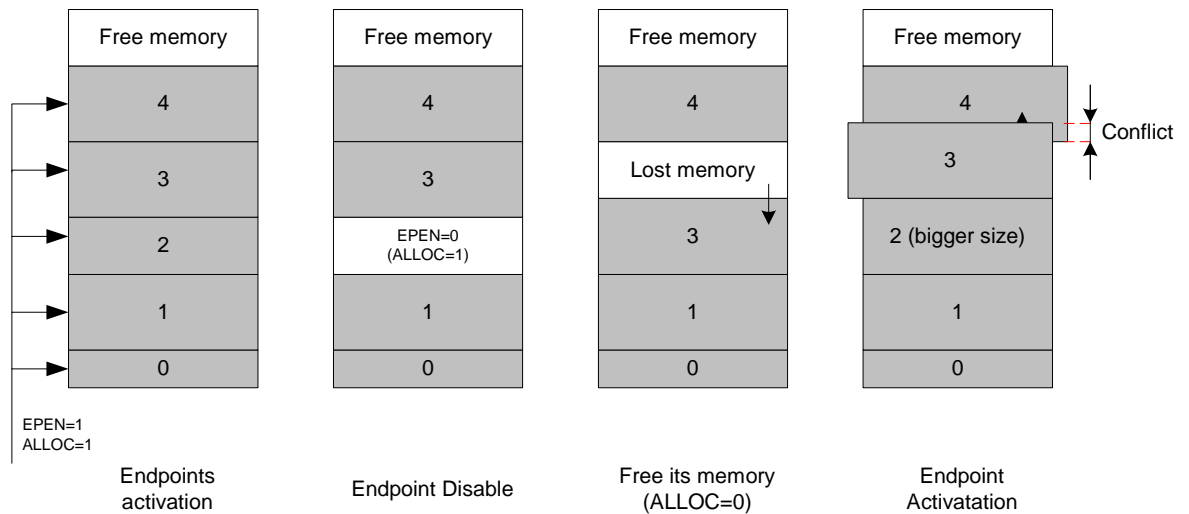 Free memory
4
3
2
1
0
EPEN=1
ALLOC=1
Endpoints
activation
Free memory
4
3
EPEN=0
(ALLOC=1)
1
0
Endpoint Disable
Free memory
4
Lost memory
3
1
0
Free its memory
(ALLOC=0)
Free memory
4
Conflict
3
2 (bigger size)
1
0
Endpoint
Activatation